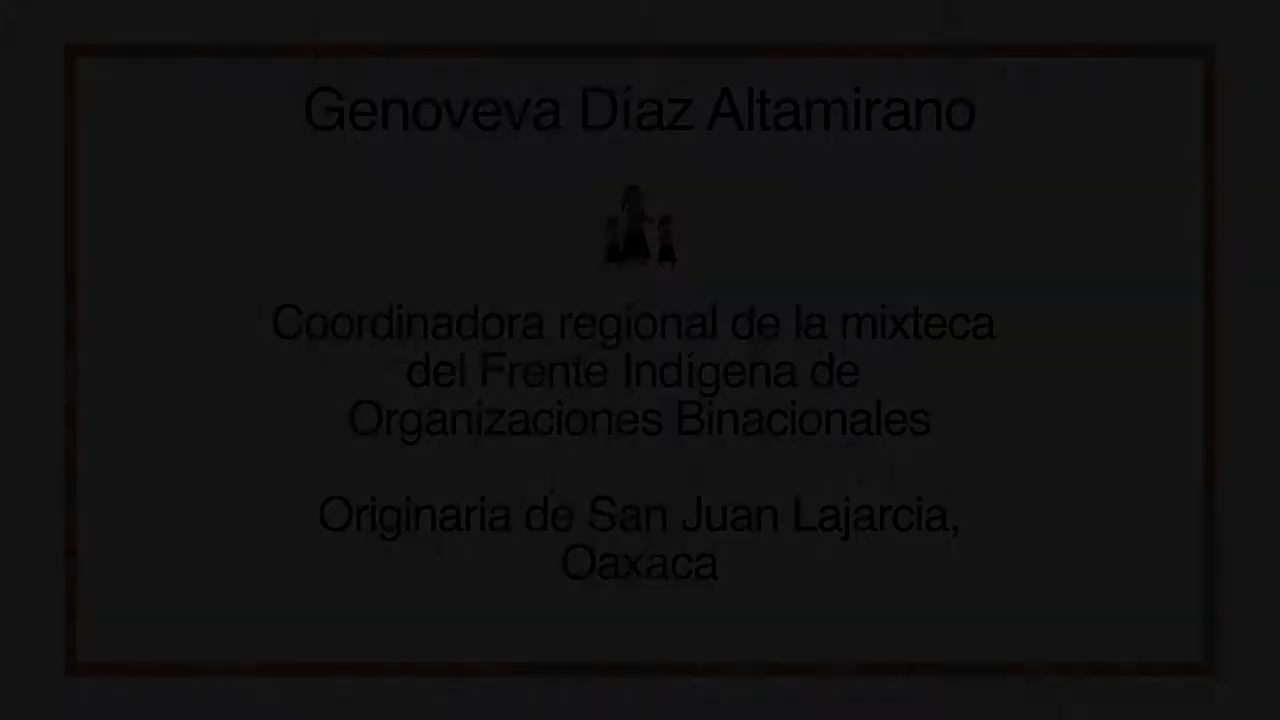 Genoveva Díaz Altamirano
Coordinadora regional de la mixteca
del Frente Indígena de
Organizaciones Binacionales
Originaria de San Juan Lajarcia,
Oaxaca